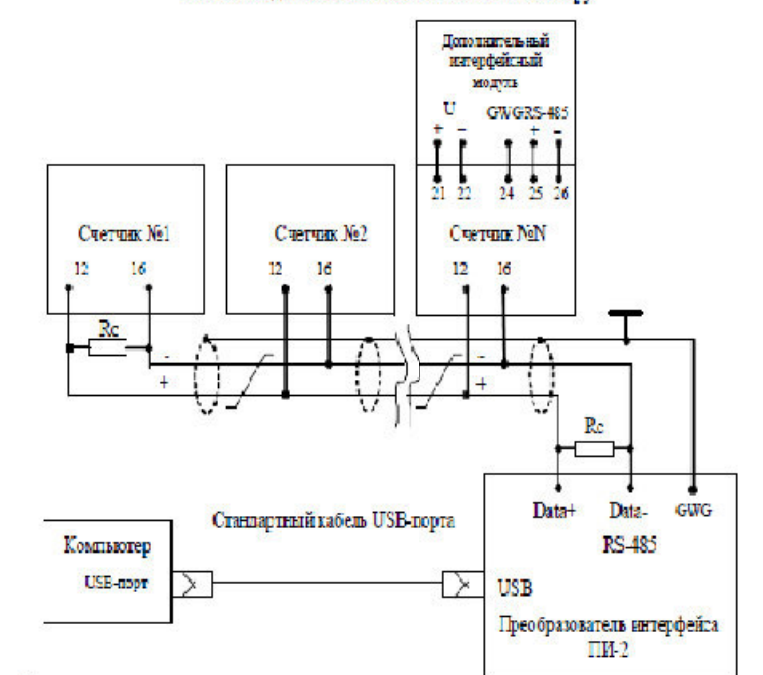 Дополнительный
интерфейсный
модуль
U GWG RS-485
+ - + -
21 22 24 25 26
Счетчик №1 Счетчик №2 Счетчик №N
12 16 12 16 12 16
Rc
- -
+ +
Rc
Data+ Data- GWG
RS-485
Стандартный кабель USB-порта
Компьютер
USB-порт
USB
Преобразователь интерфейса
ПИ-2